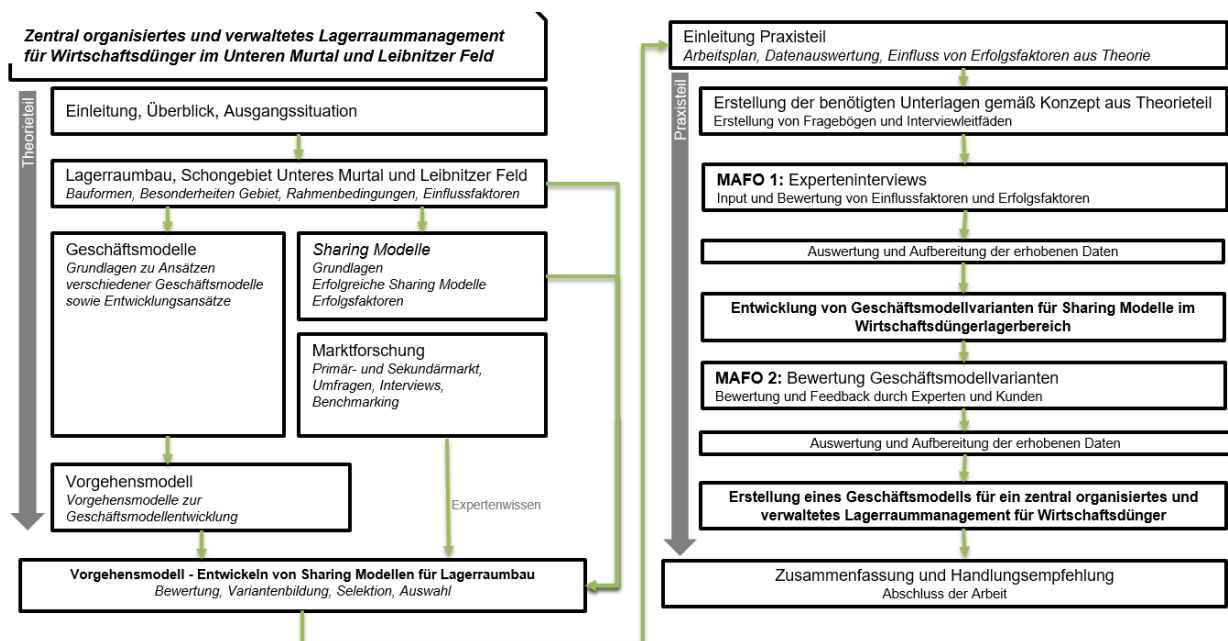 Zentral organisiertes und verwaltetes Lagerraummanagement
für Wirtschaftsdünger im Unteren Murtal und Leibnitzer Feld
Theorieteil
Einleitung, Überblick, Ausgangssituation
Lagerraumbau, Schongebiet Unteres Murtal und Leibnitzer Feld
Bauformen, Besonderheiten Gebiet, Rahmenbedingungen, Einflussfaktoren
Geschäftsmodelle
Grundlagen zu Ansätzen
verschiedener Geschäftsmodelle
sowie Entwicklungsansätze
Sharing Modelle
Grundlagen
Erfolgreiche Sharing Modelle
Erfolgsfaktoren
Marktforschung
Primär- und Sekundärmarkt,
Umfragen, Interviews,
Benchmarking
Vorgehensmodell
Vorgehensmodelle zur
Geschäftsmodellentwicklung
Expertenwissen
Vorgehensmodell - Entwickeln von Sharing Modellen für Lagerraumbau
Bewertung, Variantenbildung, Selektion, Auswahl
Einleitung Praxisteil
Arbeitsplan, Datenauswertung, Einfluss von Erfolgsfaktoren aus Theorie
Praxisteil
Erstellung der benötigten Unterlagen gemäß Konzept aus Theorieteil
Erstellung von Fragebögen und Interviewleitfäden
MAFO 1: Experteninterviews
Input und Bewertung von Einflussfaktoren und Erfolgsfaktoren
Auswertung und Aufbereitung der erhobenen Daten
Entwicklung von Geschäftsmodellvarianten für Sharing Modelle im
Wirtschaftsdüngerlagerbereich
MAFO 2: Bewertung Geschäftsmodellvarianten
Bewertung und Feedback durch Experten und Kunden
Auswertung und Aufbereitung der erhobenen Daten
Erstellung eines Geschäftsmodells für ein zentral organisiertes und
verwaltetes Lagerraummanagement für Wirtschaftsdünger
Zusammenfassung und Handlungsempfehlung
Abschluss der Arbeit